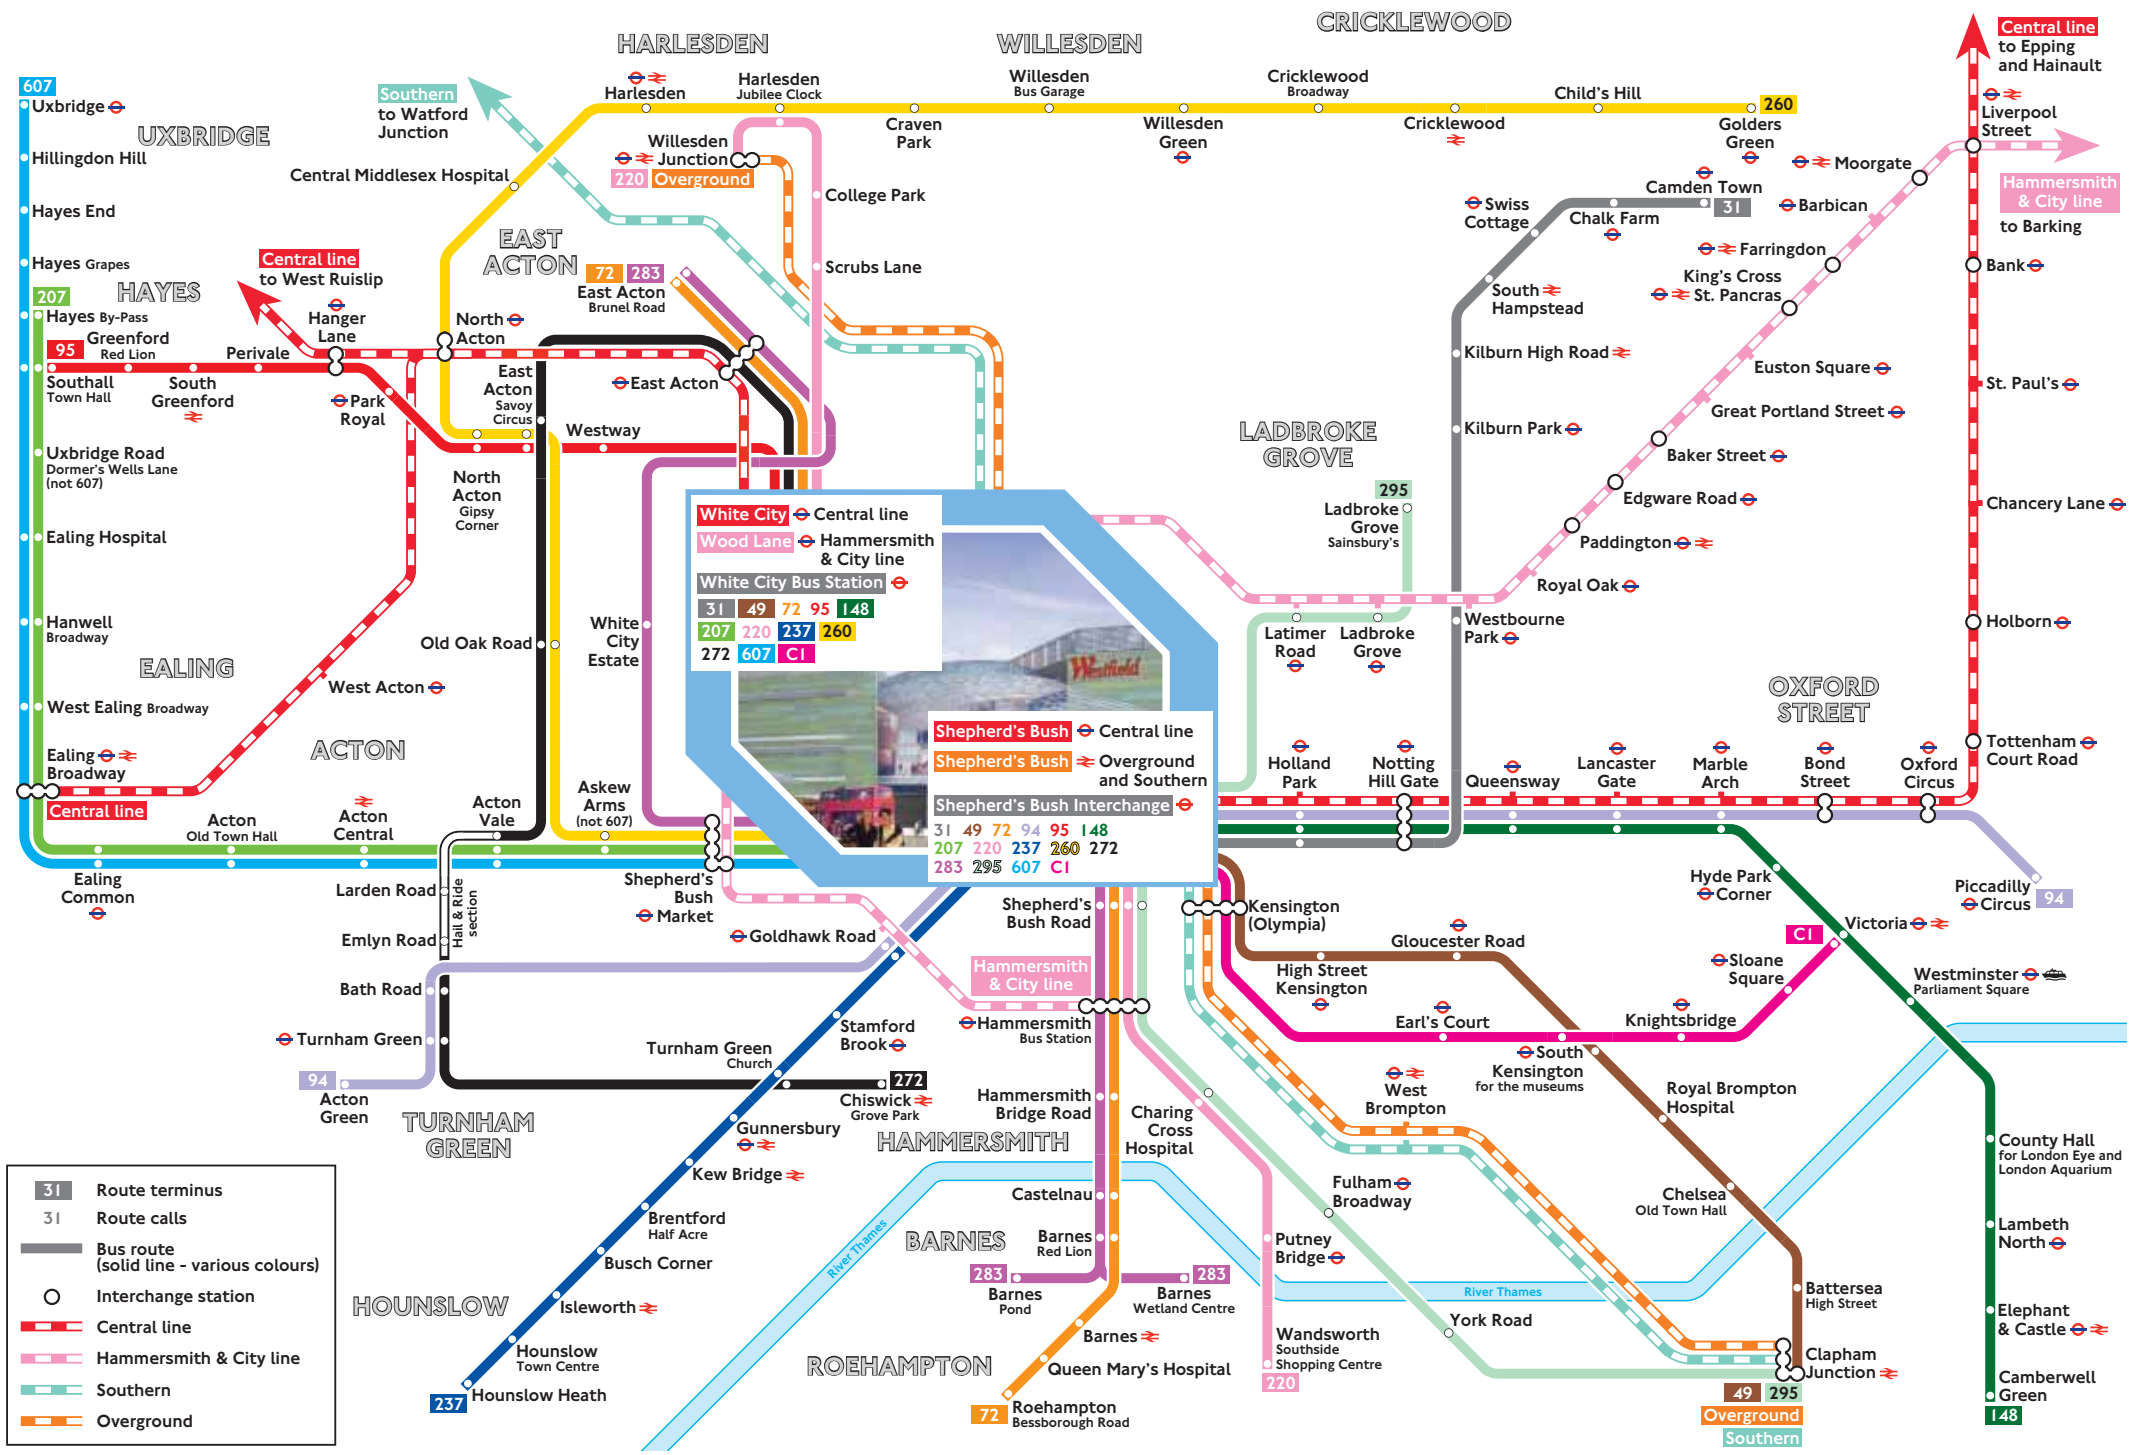 CRICKLEWOOD
HARLESDEN
WILLESDEN
Central line
to Epping
and Hainault
607
Uxbridge
UXBRIDGE
Hillingdon Hill
Hayes End
Hayes Grapes
HAYES
207
Hayes By-Pass
Southern
to Watford
Junction
Harlesden
Harlesden
Jubilee Clock
Willesden
Bus Garage
Cricklewood
Broadway
Child's Hill
260
Craven
Park
Willesden
Green
Cricklewood
Golders
Green
Willesden
Junction
220
Overground
Central Middlesex Hospital
College Park
Scrubs Lane
EAST
ACTON
72
283
East Acton
Brunel Road
Liverpool
Street
Moorgate
Hammersmith
& City line
to Barking
Camden Town
31
Chalk Farm
Swiss
Cottage
Barbican
Farringdon
King's Cross
St. Pancras
Bank
South
Hampstead
Kilburn High Road
Euston Square
St. Paul's
Great Portland Street
Kilburn Park
Baker Street
Edgware Road
Chancery Lane
Paddington
Royal Oak
Westbourne
Park
Holborn
Tottenham
Court Road
Central line
to West Ruislip
Hanger
Lane
North
Acton
95
Greenford
Red Lion
Perivale
Southall
Town Hall
South
Greenford
Park
Royal
East
Acton
Savoy
Circus
East Acton
Westway
North
Acton
Gipsy
Corner
Uxbridge Road
Dormer's Wells Lane
(not 607)
Ealing Hospital
Hanwell
Broadway
EALING
West Acton
West Ealing Broadway
Ealing
Broadway
Central line
ACTON
Old Oak Road
White
City
Estate
LADBROKE
GROVE
295
Ladbroke
Grove
Sainsbury's
Latimer
Road
Ladbroke
Grove
White City
Central line
Wood Lane
Hammersmith
& City line
White City Bus Station
31 49 72 95 148
207 220 237 260
272 607 C1
Westfield
Shepherd's Bush
Central line
Shepherd's Bush
Overground
and Southern
Shepherd's Bush Interchange
31 49 72 94 95 148
207 220 237 260 272
283 295 607 C1
OXFORD
STREET
Holland
Park
Notting
Hill Gate
Queensway
Lancaster
Gate
Marble
Arch
Bond
Street
Oxford
Circus
Acton
Old Town Hall
Acton
Central
Acton
Vale
Askew
Arms
(not 607)
Ealing
Common
Larden Road
Hail & Ride
section
Emlyn Road
Bath Road
Turnham Green
94
Acton
Green
TURNHAM
GREEN
Shepherd's
Bush
Market
Goldhawk Road
Shepherd's
Bush Road
Hammersmith
& City line
Hammersmith
Bus Station
Stamford
Brook
Turnham Green
Church
272
Chiswick
Grove Park
Gunnersbury
Kew Bridge
Brentford
Half Acre
Busch Corner
Isleworth
HOUNSLOW
Hounslow
Town Centre
237
Hounslow Heath
HAMMERSMITH
Hammersmith
Bridge Road
Charing
Cross
Hospital
River Thames
Castelnau
BARNES
Barnes
Red Lion
283
Barnes
Pond
283
Barnes
Wetland Centre
Barnes
ROEHAMPTON
Queen Mary's Hospital
72
Roehampton
Bessborough Road
Kensington
(Olympia)
High Street
Kensington
Gloucester Road
Earl's Court
Knightsbridge
Sloane
Square
C1
Victoria
Hyde Park
Corner
Piccadilly
Circus
94
Westminster
Parliament Square
South
Kensington
for the museums
West
Brompton
Royal Brompton
Hospital
Fulham
Broadway
Chelsea
Old Town Hall
Putney
Bridge
River Thames
Battersea
High Street
York Road
Wandsworth
Southside
Shopping Centre
220
Clapham
Junction
49
295
Overground
Southern
County Hall
for London Eye and
London Aquarium
Lambeth
North
Elephant
& Castle
Camberwell
Green
148
31 Route terminus
31 Route calls
Bus route
(solid line - various colours)
Interchange station
Central line
Hammersmith & City line
Southern
Overground